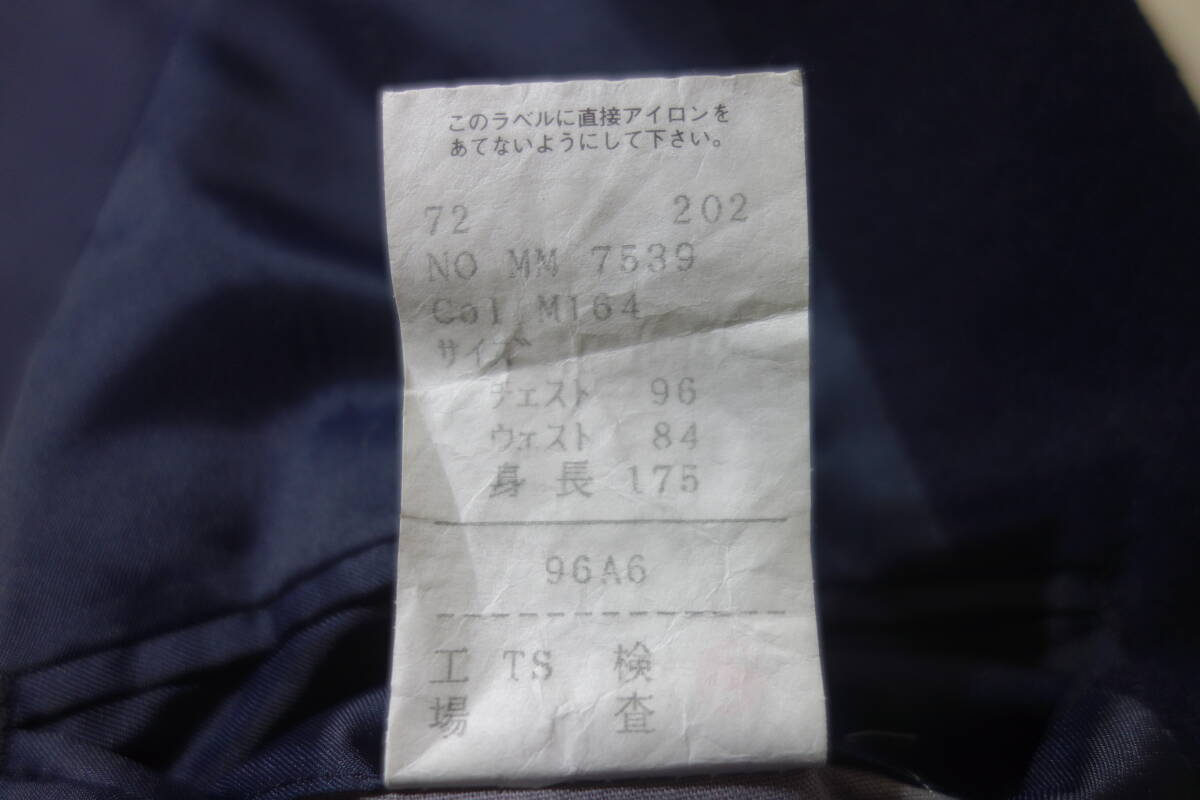 このラベルに直接アイロンを
あてないようにして下さい。
72 202
NO MM 7539
Col M164
サイズ
チェスト 96
ウェスト 84
身長 175
96A6
工場 TS 検査